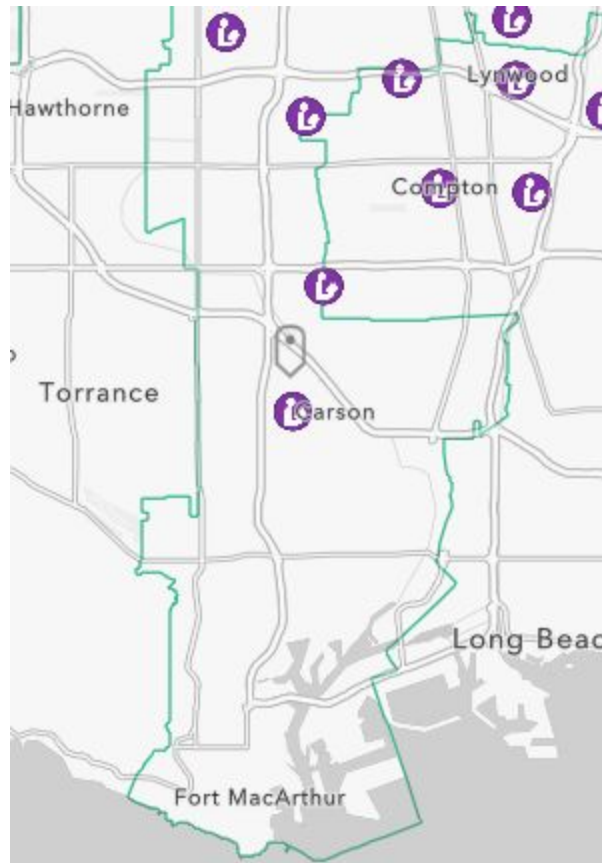 Lynwood
Hawthorne
Compton
Torrance
Carson
Long Beac
Fort MacArthur